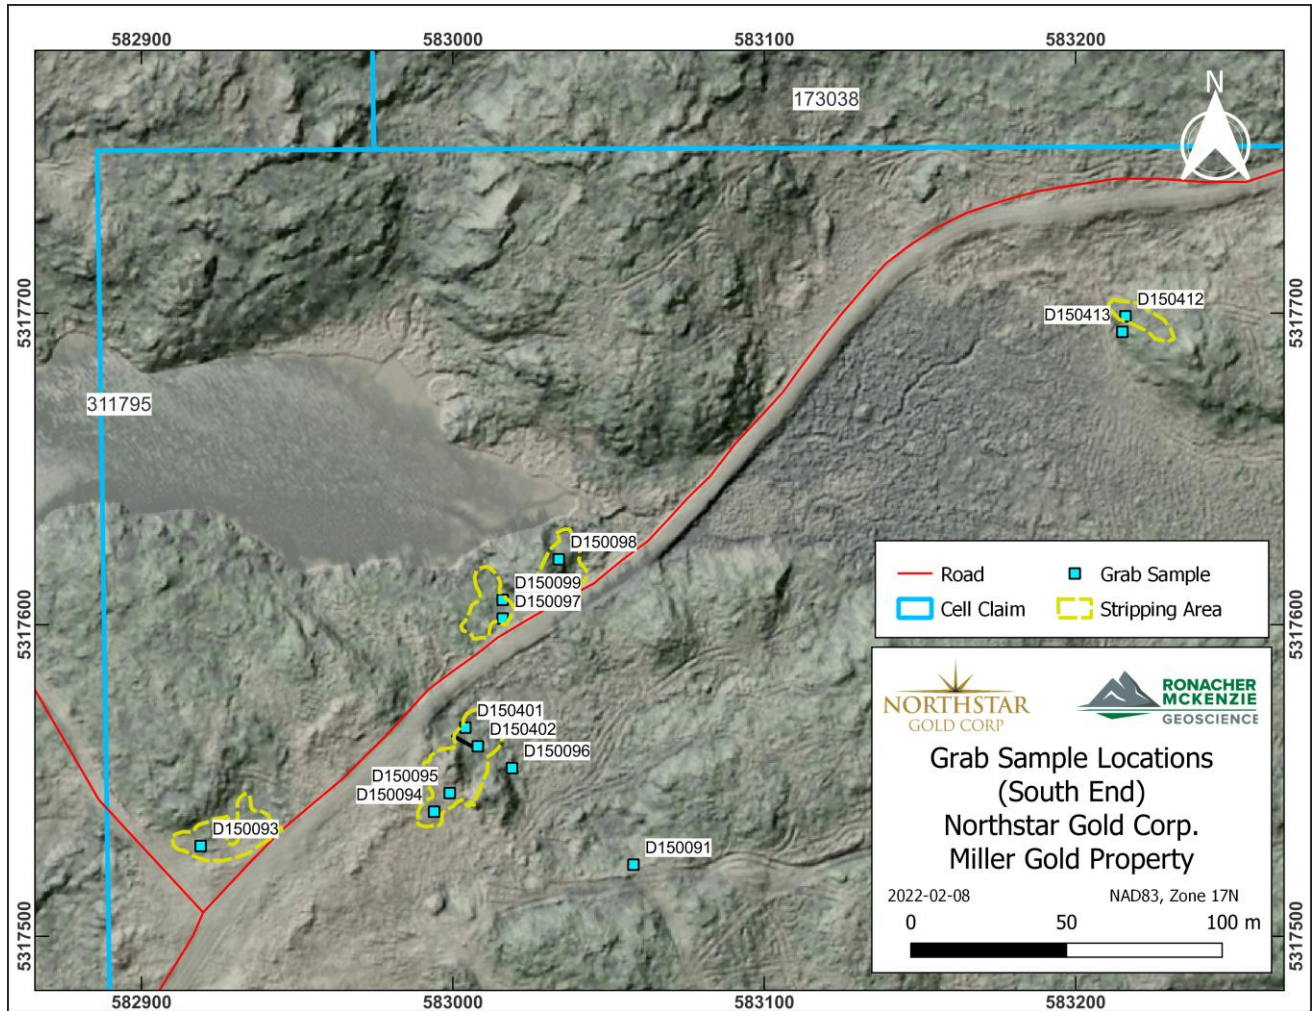 582900
583000
583100
583200
173038
N
5317700
5317700
D150412
D150413
311795
D150098
D150099
D150097
5317600
5317600
Road
Grab Sample
Cell Claim
Stripping Area
D150401
D150402
D150096
D150095
D150094
D150093
D150091
NORTHSTAR
GOLD CORP
RONACHER
MCKENZIE
GEOSCIENCE
Grab Sample Locations
(South End)
Northstar Gold Corp.
Miller Gold Property
2022-02-08
NAD83, Zone 17N
0 50 100 m
5317500
5317500
582900
583000
583100
583200